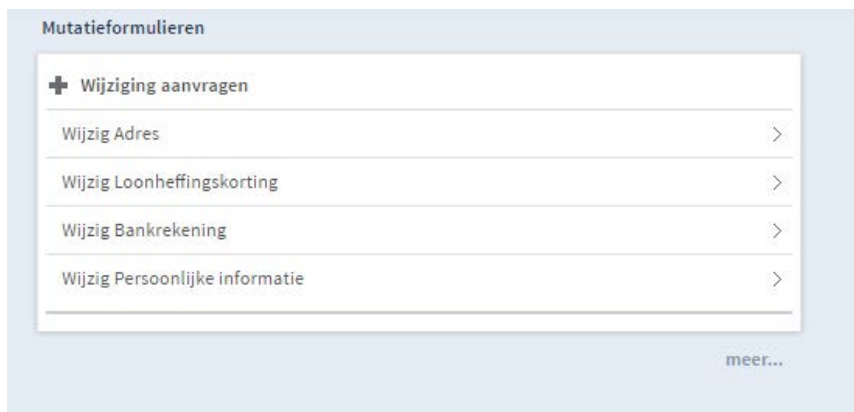 Mutatieformulieren
Wijziging aanvragen
Wijzig Adres
Wijzig Loonheffingskorting
Wijzig Bankrekening
Wijzig Persoonlijke informatie
meer...